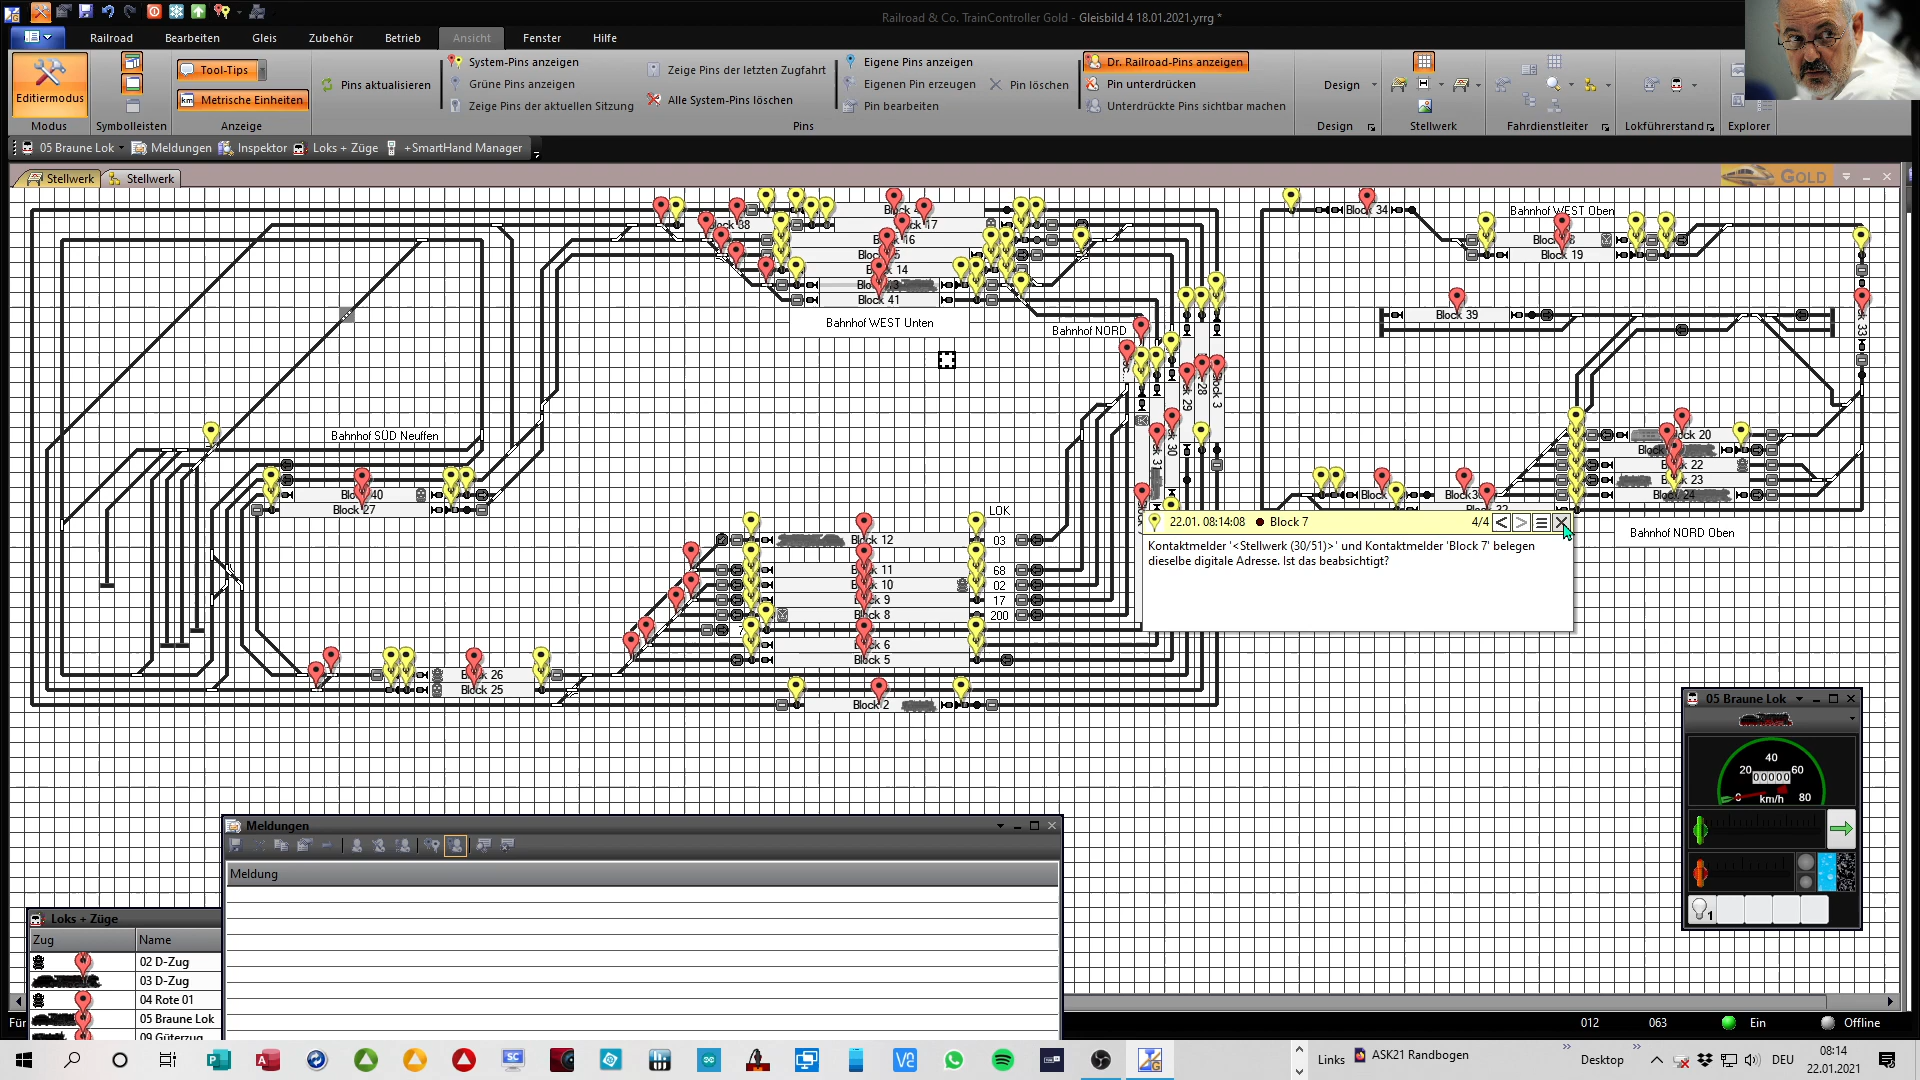 Railroad & Co. TrainController Gold - Gleisbild 4 18.01.2021.yrrg *
Railroad
Bearbeiten
Gleis
Zubehör
Betrieb
Ansicht
Fenster
Hilfe
Editiermodus
Modus
Symbolleisten
Tool-Tips
km Metrische Einheiten
Anzeige
Pins aktualisieren
System-Pins anzeigen
Grüne Pins anzeigen
Zeige Pins der aktuellen Sitzung
Zeige Pins der letzten Zugfahrt
Alle System-Pins löschen
Eigene Pins anzeigen
Eigenen Pin erzeugen
Pin löschen
Pin bearbeiten
Pins
Dr. Railroad-Pins anzeigen
Pin unterdrücken
Unterdrückte Pins sichtbar machen
Design
Design
Stellwerk
Fahrdienstleiter
Lokführerstand
Explorer
05 Braune Lok
Meldungen
Inspektor
Loks + Züge
+SmartHand Manager
Stellwerk
Stellwerk
GOLD
Block 34
Bahnhof WEST Oben
Block 19
Block 39
33
Block 16
Block 14
Block 41
Bahnhof WEST Unten
Bahnhof NORD
Bahnhof SÜD Neuffen
Block 27
LOK
Block 12
03
Block 11
68
Block 10
02
Block 9
17
Block 8
200
Block 6
Block 5
Block 25
Block 2
Bahnhof NORD Oben
22.01. 08:14:08
Block 7
4/4
Kontaktmelder '<Stellwerk (30/51)>' und Kontaktmelder 'Block 7' belegen
dieselbe digitale Adresse. Ist das beabsichtigt?
05 Braune Lok
0
20
40
60
80
00000
km/h
1
Meldungen
Meldung
Loks + Züge
Zug
Name
02 D-Zug
03 D-Zug
04 Rote 01
05 Braune Lok
09 Güterzug
Für
012
063
Ein
Offline
Links
ASK21 Randbogen
Desktop
DEU
08:14
22.01.2021